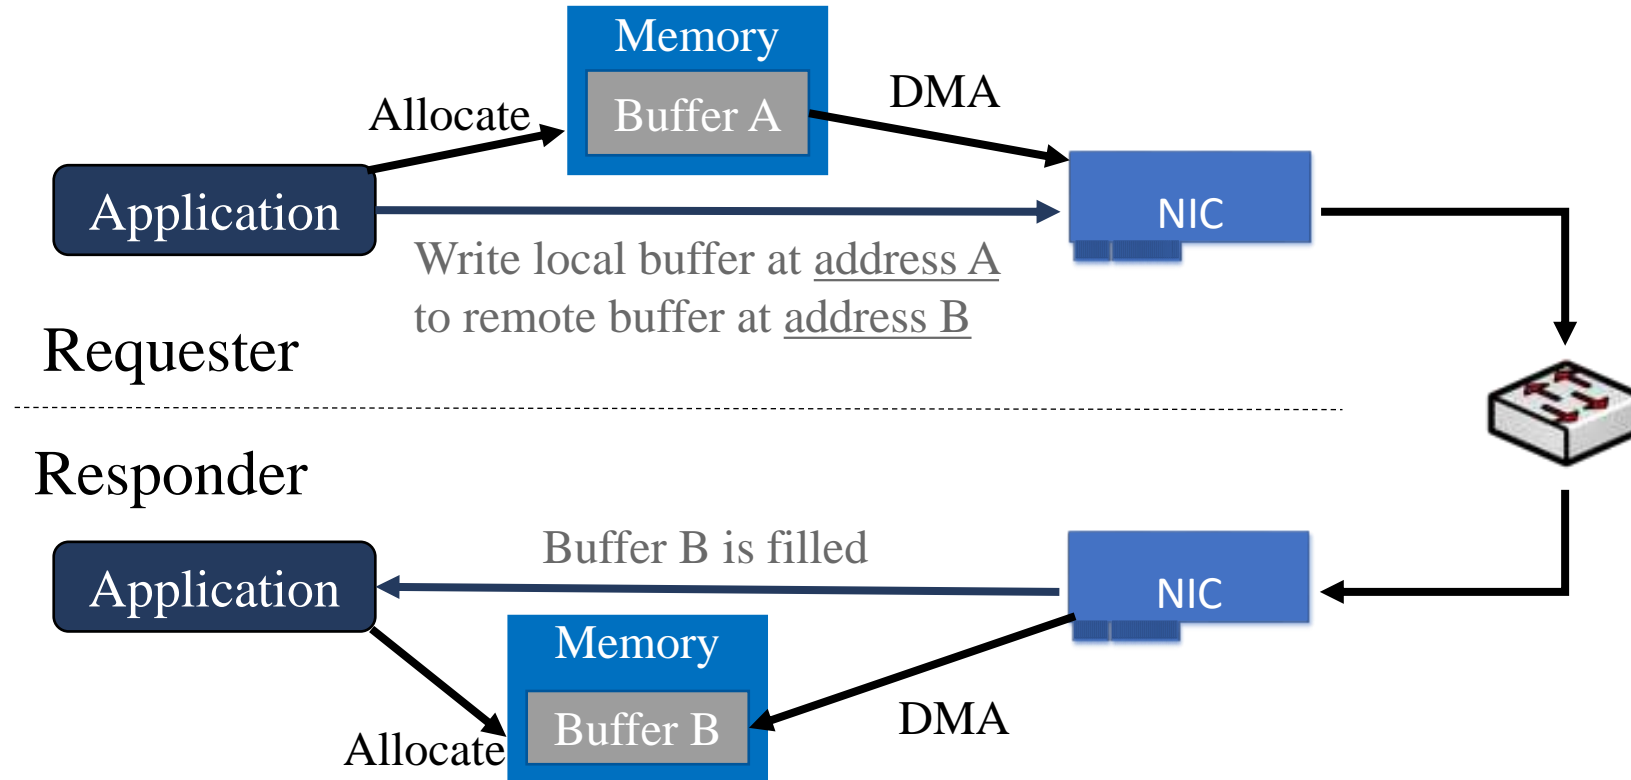 Memory
Buffer A
Allocate
DMA
Application
NIC
Write local buffer at address A
to remote buffer at address B
Requester
Responder
Buffer B is filled
Application
NIC
Memory
Buffer B
Allocate
DMA